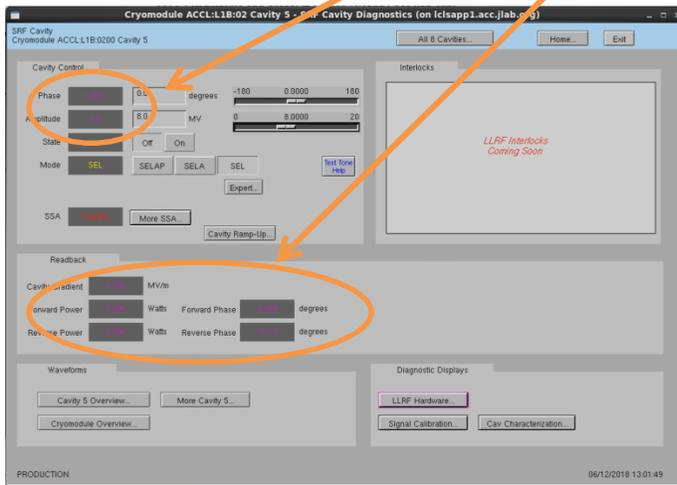 Cryomodule ACCL:L1B:02 Cavity 5 - SRF Cavity Diagnostics (on lclsapp1.acc.jlab.org)
SRF Cavity
Cryomodule ACCL:L1B:0200 Cavity 5
All 8 Cavities... Home... Exit
Cavity Control
Interlocks
Phase 0.0 degrees -180 0.0000 180
Amplitude 8.0 MV 0 8.0000 20
State Off On
Mode SEL SELAP SELA SEL Test Tone Help
Expert...
SSA More SSA...
Cavity Ramp-Up...
LLRF Interlocks
Coming Soon
Readback
Cavity Gradient MV/m
Forward Power Watts Forward Phase degrees
Reverse Power Watts Reverse Phase degrees
Waveforms
Cavity 5 Overview... More Cavity 5...
Cryomodule Overview...
Diagnostic Displays
LLRF Hardware...
Signal Calibration... Cav Characterization...
PRODUCTION
06/12/2018 13:01:49